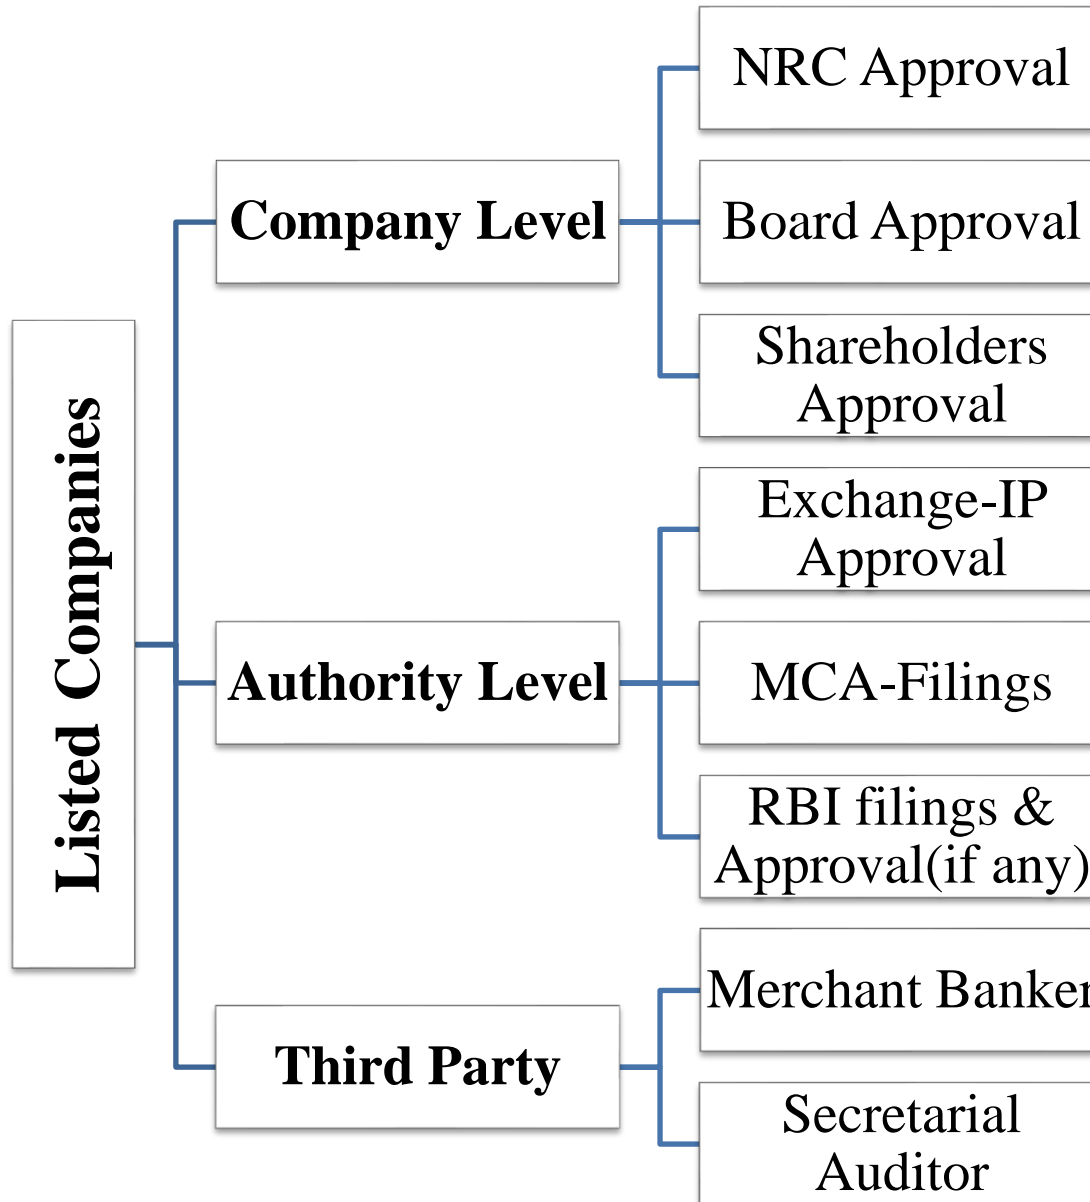 Listed Companies
Company Level
NRC Approval
Board Approval
Shareholders
Approval
Authority Level
Exchange-IP
Approval
MCA-Filings
RBI filings &
Approval(if any)
Third Party
Merchant Banker
Secretarial
Auditor